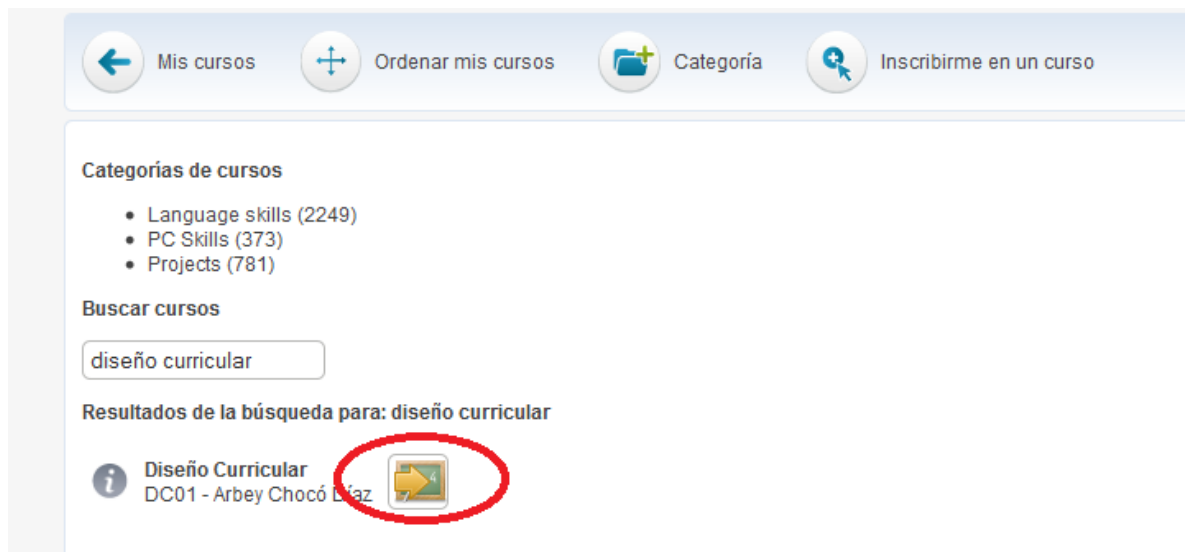 Mis cursos Ordenar mis cursos Categoría Inscribirme en un curso
Categorías de cursos
Language skills (2249)
PC Skills (373)
Projects (781)
Buscar cursos
diseño curricular
Resultados de la búsqueda para: diseño curricular
Diseño Curricular
DC01 - Arbey Chocó Díaz